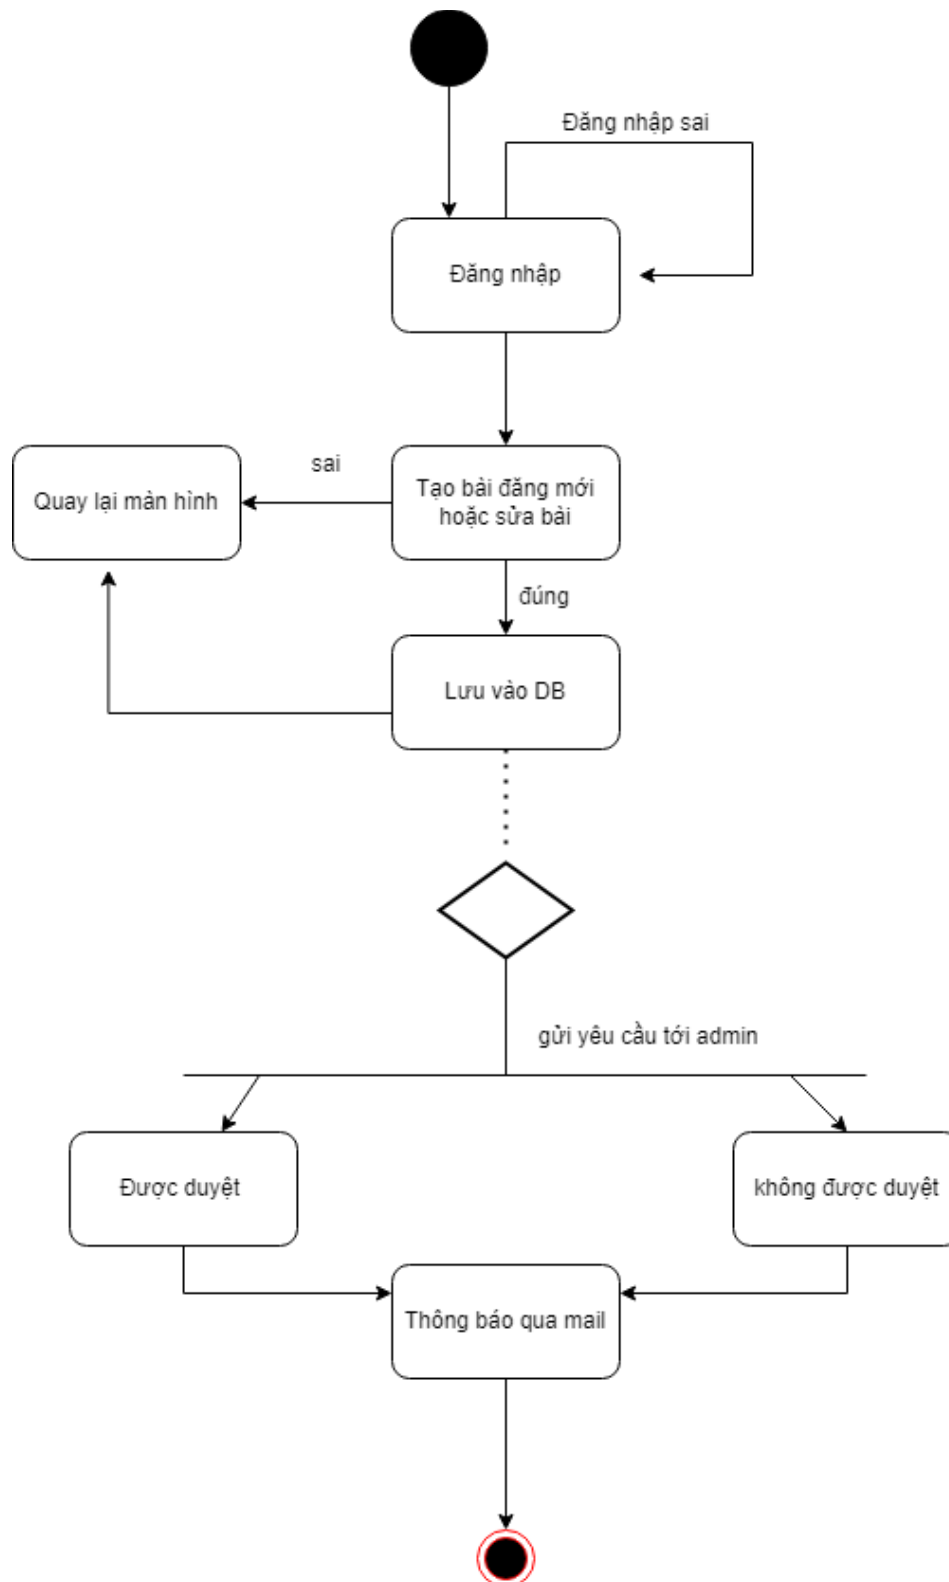 Đăng nhập sai
Đăng nhập
sai
Quay lại màn hình
Tạo bài đăng mới
hoặc sửa bài
đúng
Lưu vào DB
gửi yêu cầu tới admin
Được duyệt
không được duyệt
Thông báo qua mail